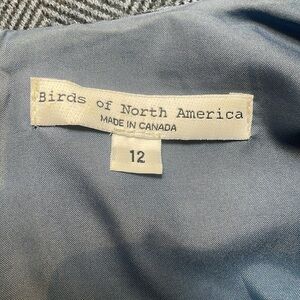 Birds of North America
MADE IN CANADA
12